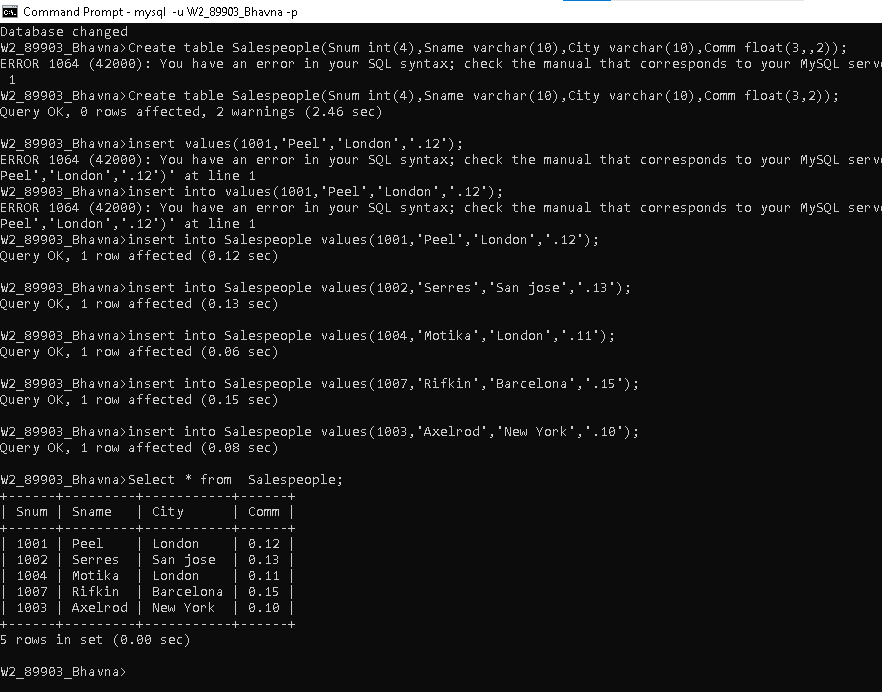 Command Prompt - mysql -u W2_89903_Bhavna -p
Database changed
W2_89903_Bhavna>Create table Salespeople(Snum int(4),Sname varchar(10),City varchar(10),Comm float(3,,2));
ERROR 1064 (42000): You have an error in your SQL syntax; check the manual that corresponds to your MySQL serv
 1
W2_89903_Bhavna>Create table Salespeople(Snum int(4),Sname varchar(10),City varchar(10),Comm float(3,2));
Query OK, 0 rows affected, 2 warnings (2.46 sec)
W2_89903_Bhavna>insert values(1001,'Peel','London','.12');
ERROR 1064 (42000): You have an error in your SQL syntax; check the manual that corresponds to your MySQL serve
Peel','London','.12')' at line 1
W2_89903_Bhavna>insert into values(1001,'Peel','London','.12');
ERROR 1064 (42000): You have an error in your SQL syntax; check the manual that corresponds to your MySQL serve
Peel','London','.12')' at line 1
W2_89903_Bhavna>insert into Salespeople values(1001,'Peel','London','.12');
Query OK, 1 row affected (0.12 sec)
W2_89903_Bhavna>insert into Salespeople values(1002,'Serres','San jose','.13');
Query OK, 1 row affected (0.13 sec)
W2_89903_Bhavna>insert into Salespeople values(1004,'Motika','London','.11');
Query OK, 1 row affected (0.06 sec)
W2_89903_Bhavna>insert into Salespeople values(1007,'Rifkin','Barcelona','.15');
Query OK, 1 row affected (0.15 sec)
W2_89903_Bhavna>insert into Salespeople values(1003,'Axelrod','New York','.10');
Query OK, 1 row affected (0.08 sec)
W2_89903_Bhavna>Select * from  Salespeople;
+------+---------+-----------+------+
| Snum | Sname   | City      | Comm |
+------+---------+-----------+------+
| 1001 | Peel    | London    | 0.12 |
| 1002 | Serres  | San jose  | 0.13 |
| 1004 | Motika  | London    | 0.11 |
| 1007 | Rifkin  | Barcelona | 0.15 |
| 1003 | Axelrod | New York  | 0.10 |
+------+---------+-----------+------+
5 rows in set (0.00 sec)
W2_89903_Bhavna>